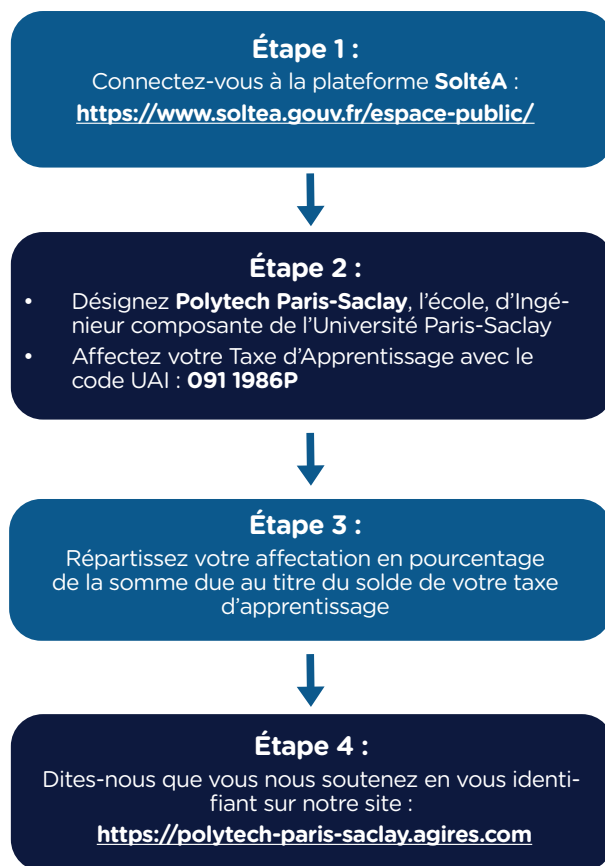 Étape 1 :
Connectez-vous à la plateforme SoltéA :
https://www.soltea.gouv.fr/espace-public/
Étape 2 :
• Désignez Polytech Paris-Saclay, l'école, d'Ingé-
nieur composante de l'Université Paris-Saclay
• Affectez votre Taxe d'Apprentissage avec le
code UAI : 091 1986P
Étape 3 :
Répartissez votre affectation en pourcentage
de la somme due au titre du solde de votre taxe
d'apprentissage
Étape 4 :
Dites-nous que vous nous soutenez en vous identi-
fiant sur notre site :
https://polytech-paris-saclay.agires.com